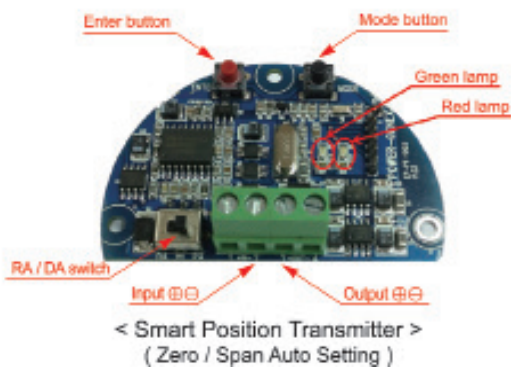 Enter button
Mode button
Green lamp
Red lamp
RA / DA switch
Input ⊕⊖
Output ⊕⊖
< Smart Position Transmitter >
( Zero / Span Auto Setting )